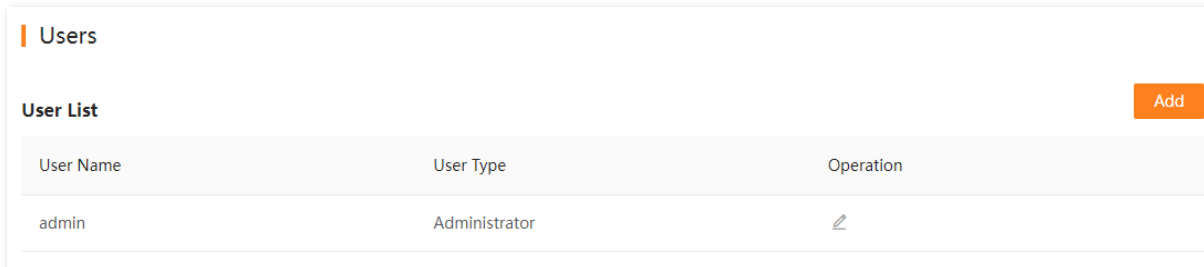 Users
User List
Add
User Name User Type Operation
admin Administrator